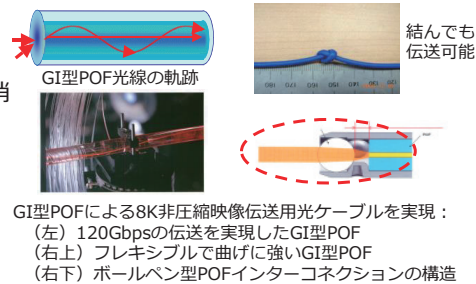 結んでも
伝送可能
GI型POF光線の軌跡
消
GI型POFによる8K非圧縮映像伝送用光ケーブルを実現：
（左）120Gbpsの伝送を実現したGI型POF
（右上）フレキシブルで曲げに強いGI型POF
（右下）ボールペン型POFインターコネクションの構造